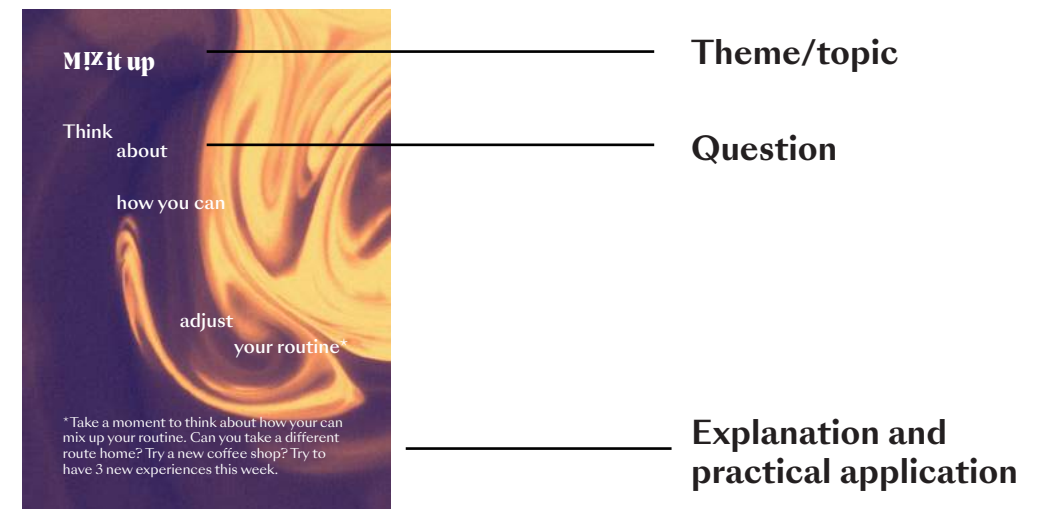 Mix it up
Theme/topic
Think
about
Question
how you can
adjust
your routine*
*Take a moment to think about how your can
mix up your routine. Can you take a different
route home? Try a new coffee shop? Try to
have 3 new experiences this week.
Explanation and
practical application